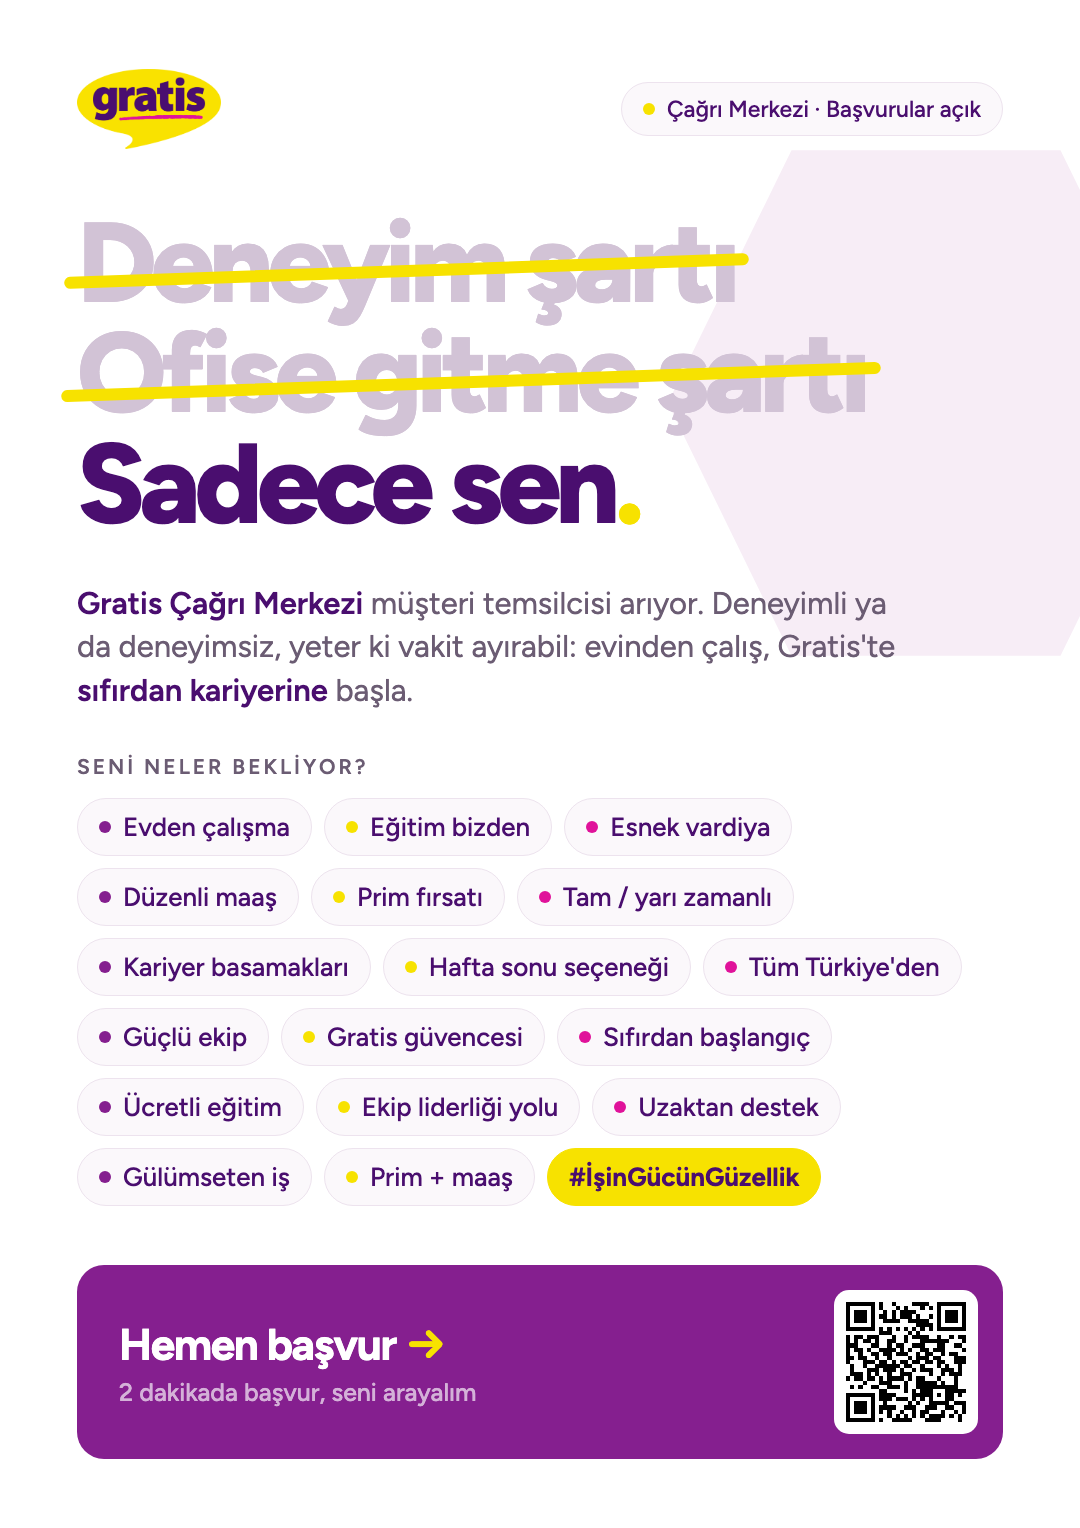 gratis
Çağrı Merkezi · Başvurular açık
Deneyim şartı
Ofise gitme şartı
Sadece sen.
Gratis Çağrı Merkezi müşteri temsilcisi arıyor. Deneyimli ya
da deneyimsiz, yeter ki vakit ayırabil: evinden çalış, Gratis'te
sıfırdan kariyerine başla.
SENİ NELER BEKLİYOR?
Evden çalışma Eğitim bizden Esnek vardiya
Düzenli maaş Prim fırsatı Tam / yarı zamanlı
Kariyer basamakları Hafta sonu seçeneği Tüm Türkiye'den
Güçlü ekip Gratis güvencesi Sıfırdan başlangıç
Ücretli eğitim Ekip liderliği yolu Uzaktan destek
Gülümseten iş Prim + maaş #İşinGücünGüzellik
Hemen başvur →
2 dakikada başvur, seni arayalım